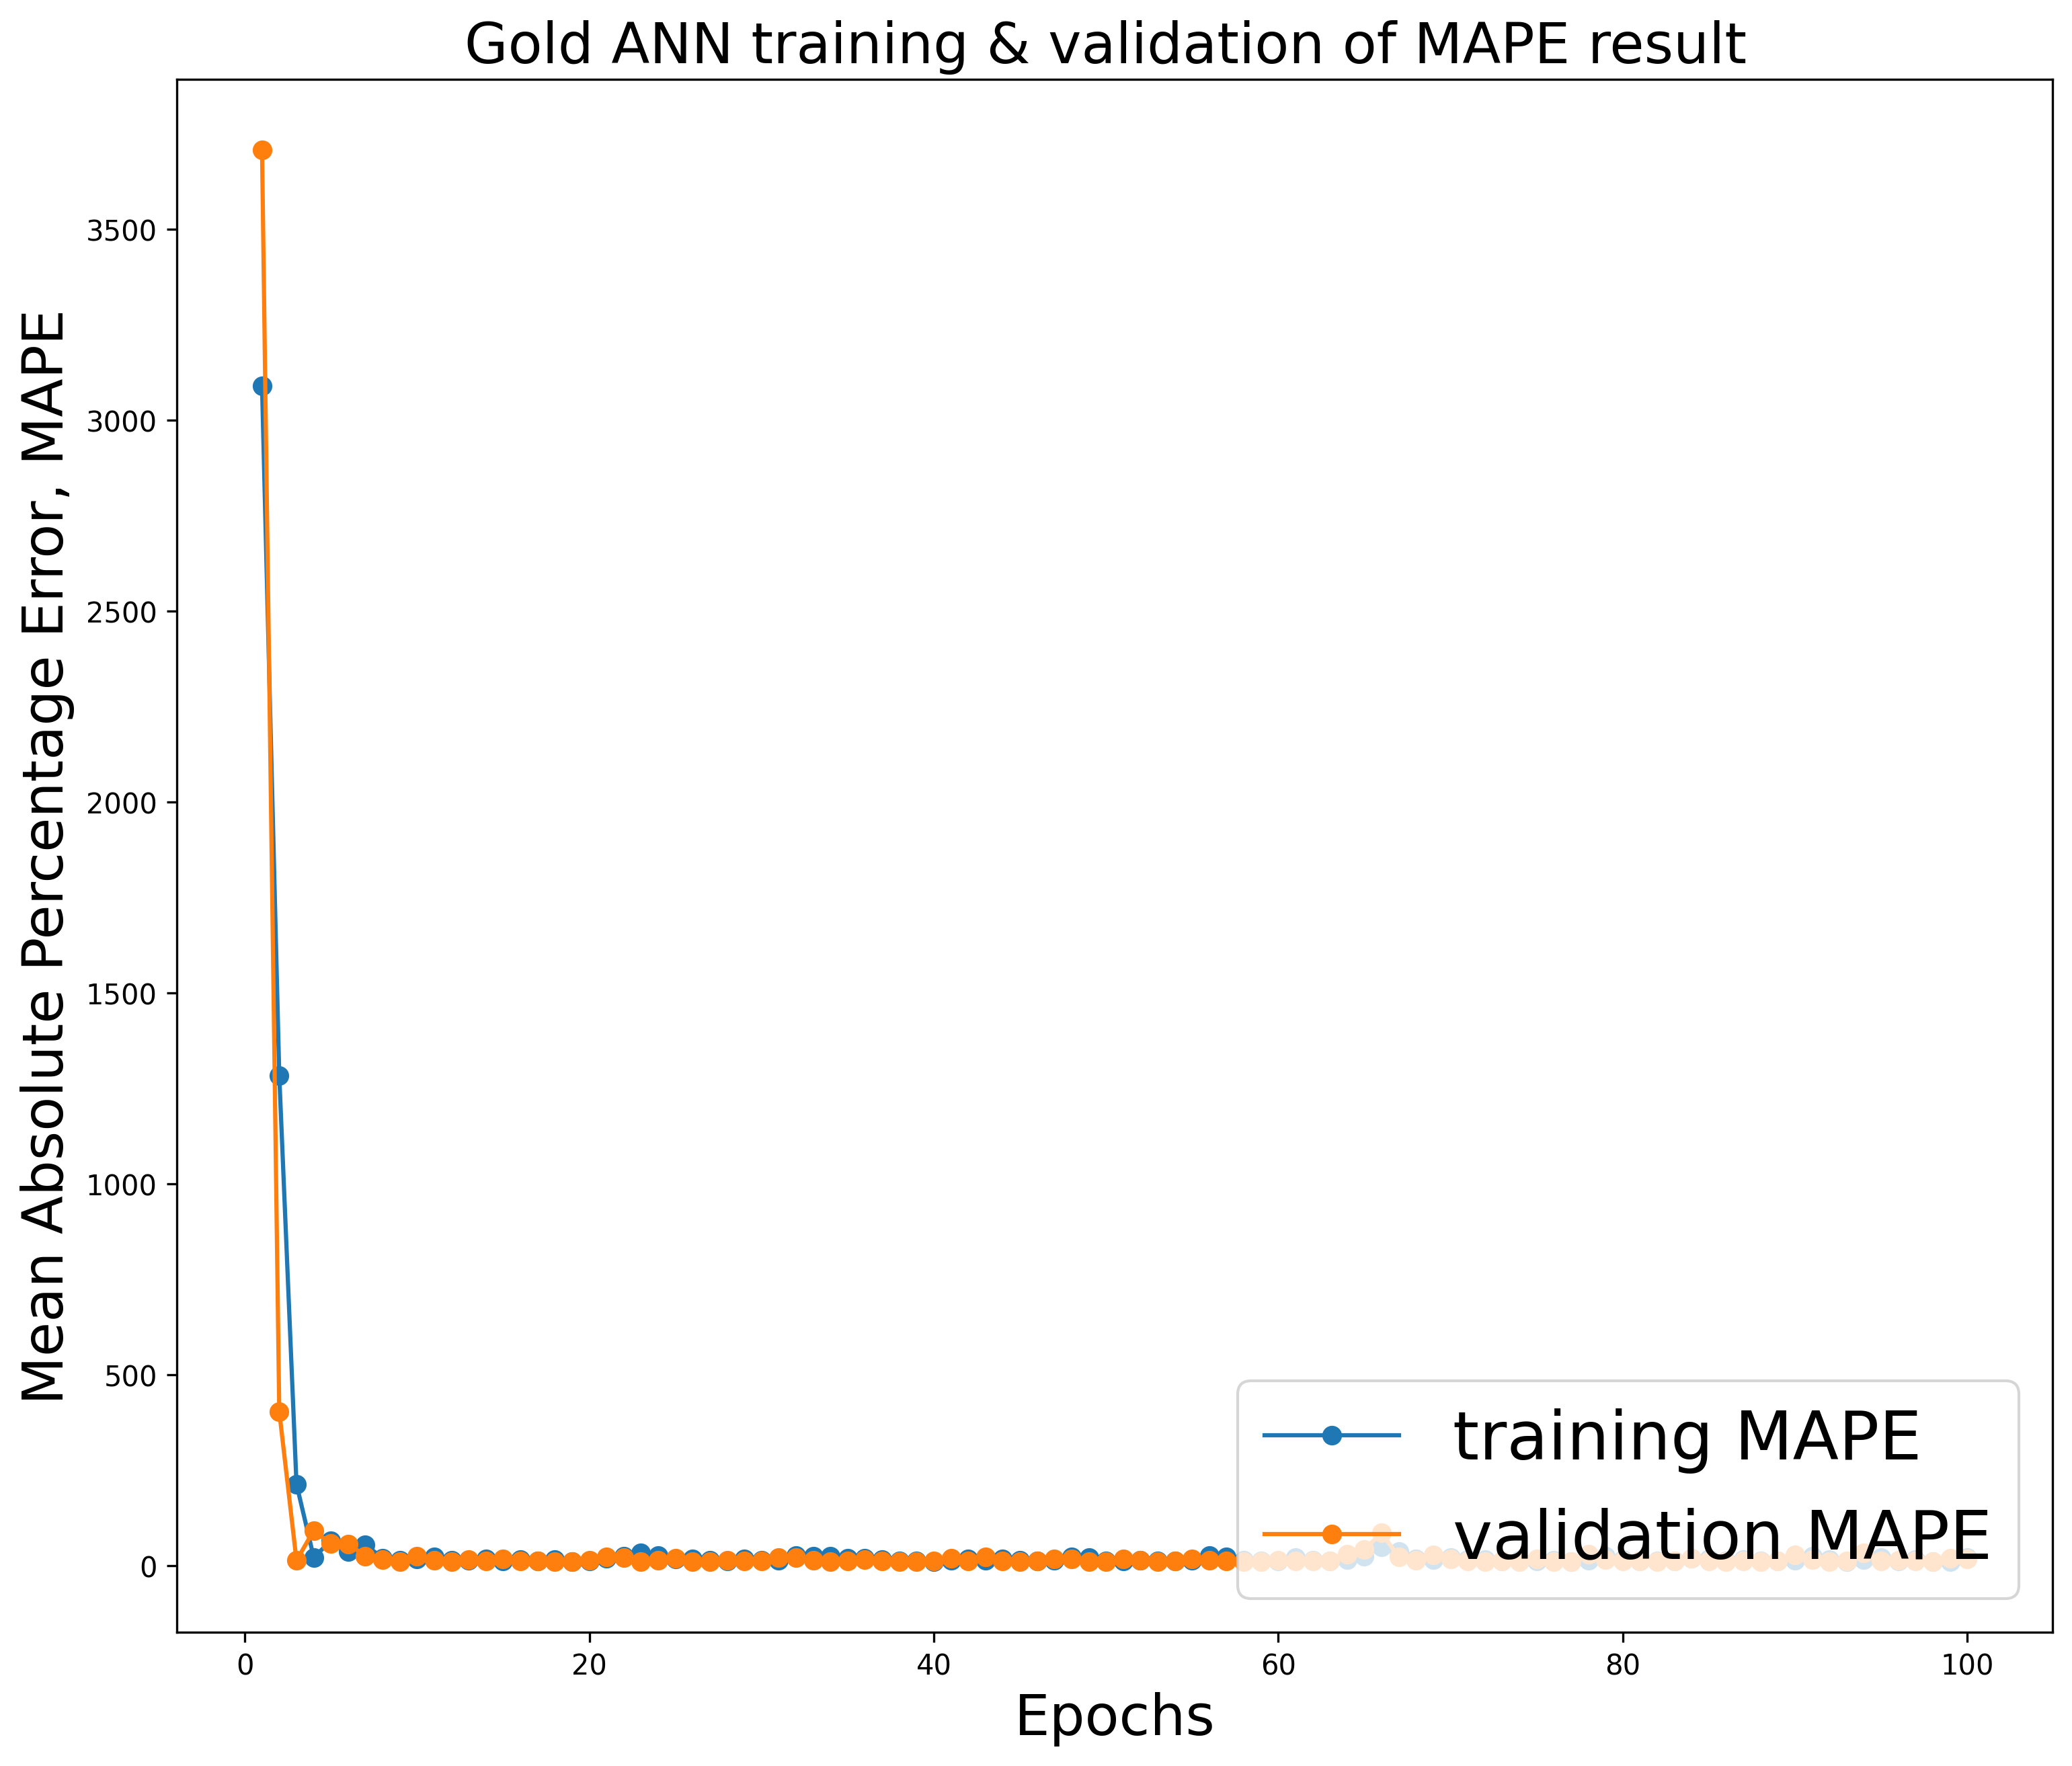 Gold ANN training & validation of MAPE result
Mean Absolute Percentage Error, MAPE
3500
3000
2500
2000
1500
1000
500
0
training MAPE
validation MAPE
0 20 40 60 80 100
Epochs